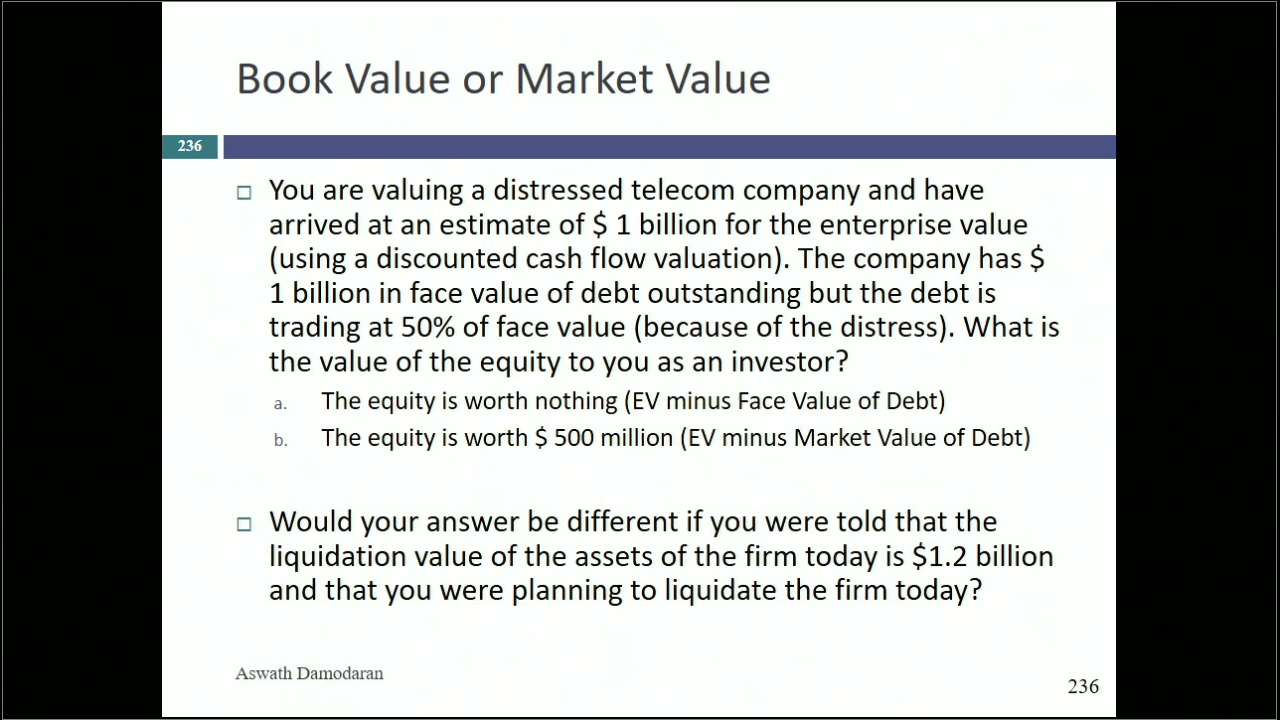 Book Value or Market Value
236
You are valuing a distressed telecom company and have
arrived at an estimate of $ 1 billion for the enterprise value
(using a discounted cash flow valuation). The company has $
1 billion in face value of debt outstanding but the debt is
trading at 50% of face value (because of the distress). What is
the value of the equity to you as an investor?
a. The equity is worth nothing (EV minus Face Value of Debt)
b. The equity is worth $ 500 million (EV minus Market Value of Debt)
Would your answer be different if you were told that the
liquidation value of the assets of the firm today is $1.2 billion
and that you were planning to liquidate the firm today?
Aswath Damodaran
236